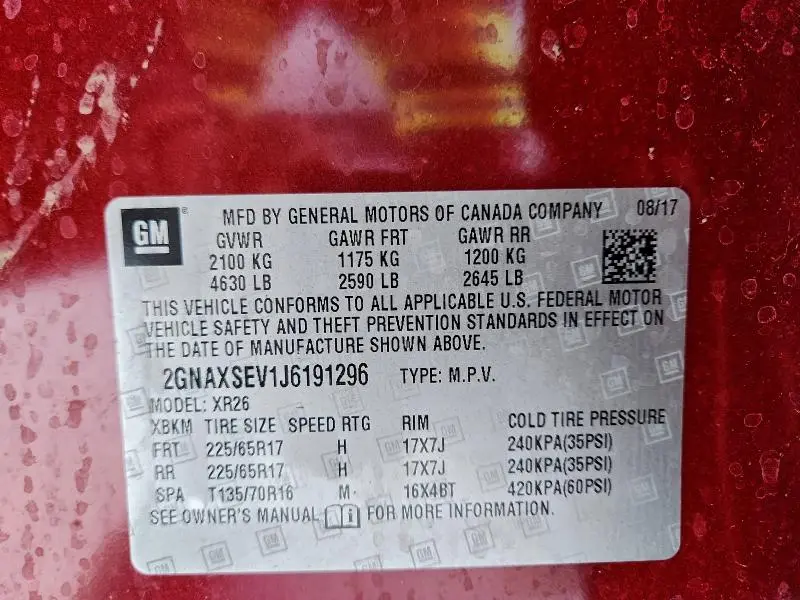 GM ® MFD BY GENERAL MOTORS OF CANADA COMPANY 08/17
GVWR GAWR FRT GAWR RR
2100 KG 1175 KG 1200 KG
4630 LB 2590 LB 2645 LB
THIS VEHICLE CONFORMS TO ALL APPLICABLE U.S. FEDERAL MOTOR
VEHICLE SAFETY AND THEFT PREVENTION STANDARDS IN EFFECT ON
THE DATE OF MANUFACTURE SHOWN ABOVE.
2GNAXSEV1J6191296 TYPE: M.P.V.
MODEL: XR26
XBKM TIRE SIZE SPEED RTG RIM COLD TIRE PRESSURE
FRT 225/65R17 H 17X7J 240KPA(35PSI)
RR 225/65R17 H 17X7J 240KPA(35PSI)
SPA T135/70R16 M 16X4BT 420KPA(60PSI)
SEE OWNER'S MANUAL FOR MORE INFORMATION.